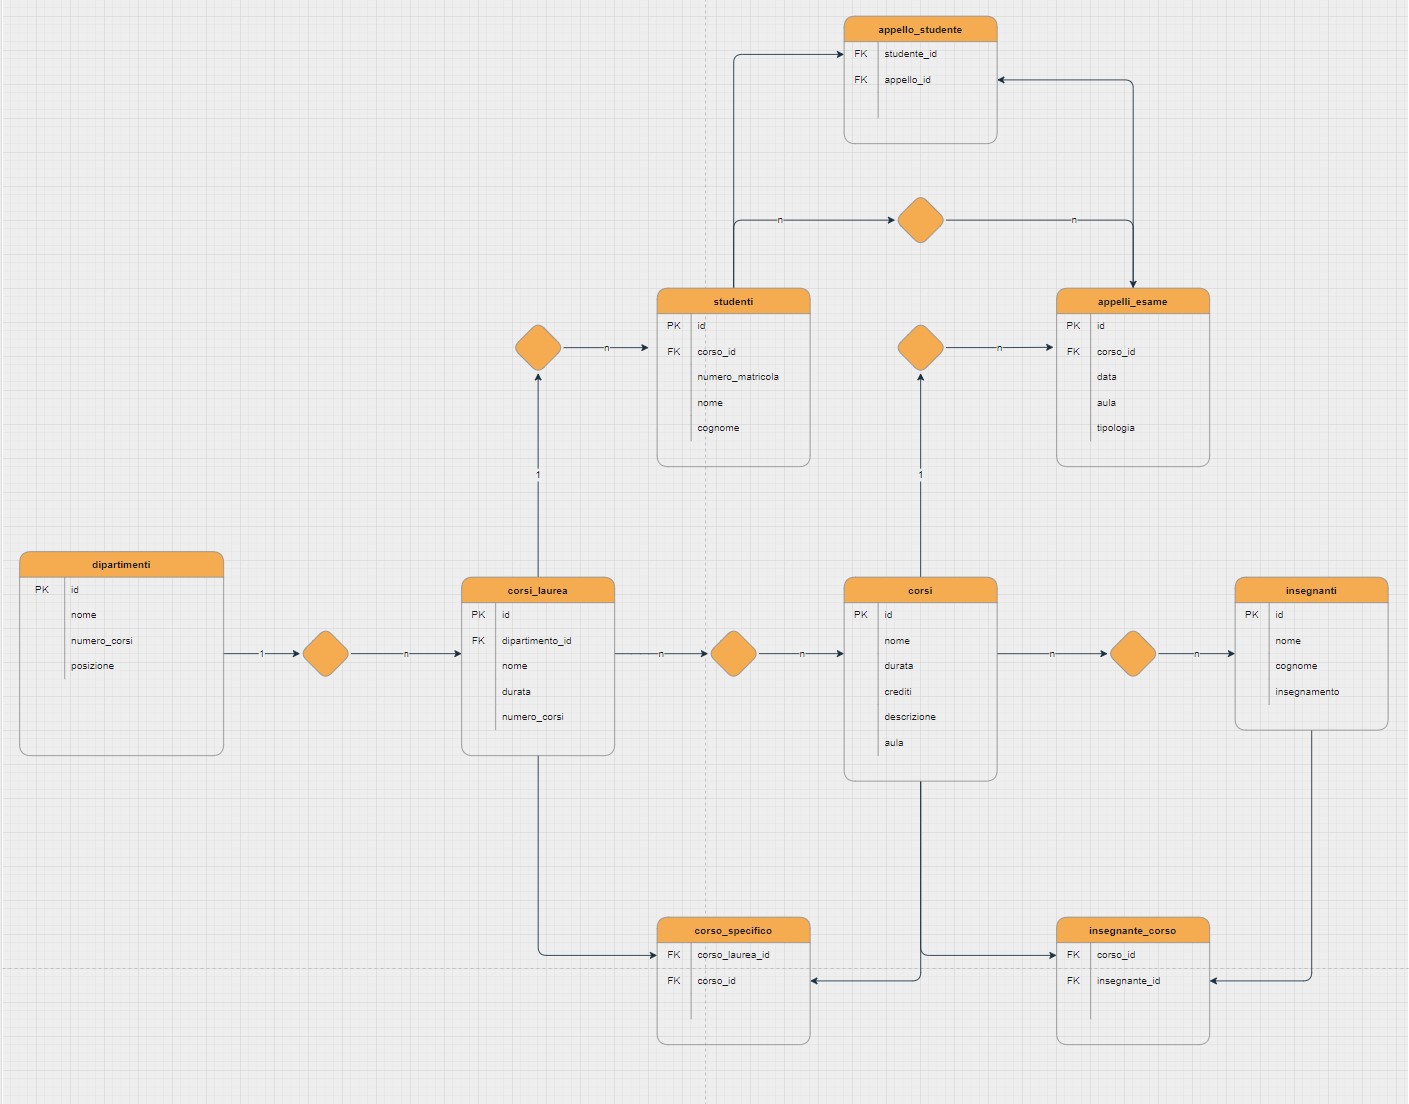 appello_studente
FK studente_id
FK appello_id
n
n
studenti
PK id
FK corso_id
numero_matricola
nome
cognome
n
1
appelli_esame
PK id
FK corso_id
data
aula
tipologia
n
1
dipartimenti
PK id
nome
numero_corsi
posizione
1
n
corsi_laurea
PK id
FK dipartimento_id
nome
durata
numero_corsi
n
n
corsi
PK id
nome
durata
crediti
descrizione
aula
n
n
insegnanti
PK id
nome
cognome
insegnamento
corso_specifico
FK corso_laurea_id
FK corso_id
insegnante_corso
FK corso_id
FK insegnante_id